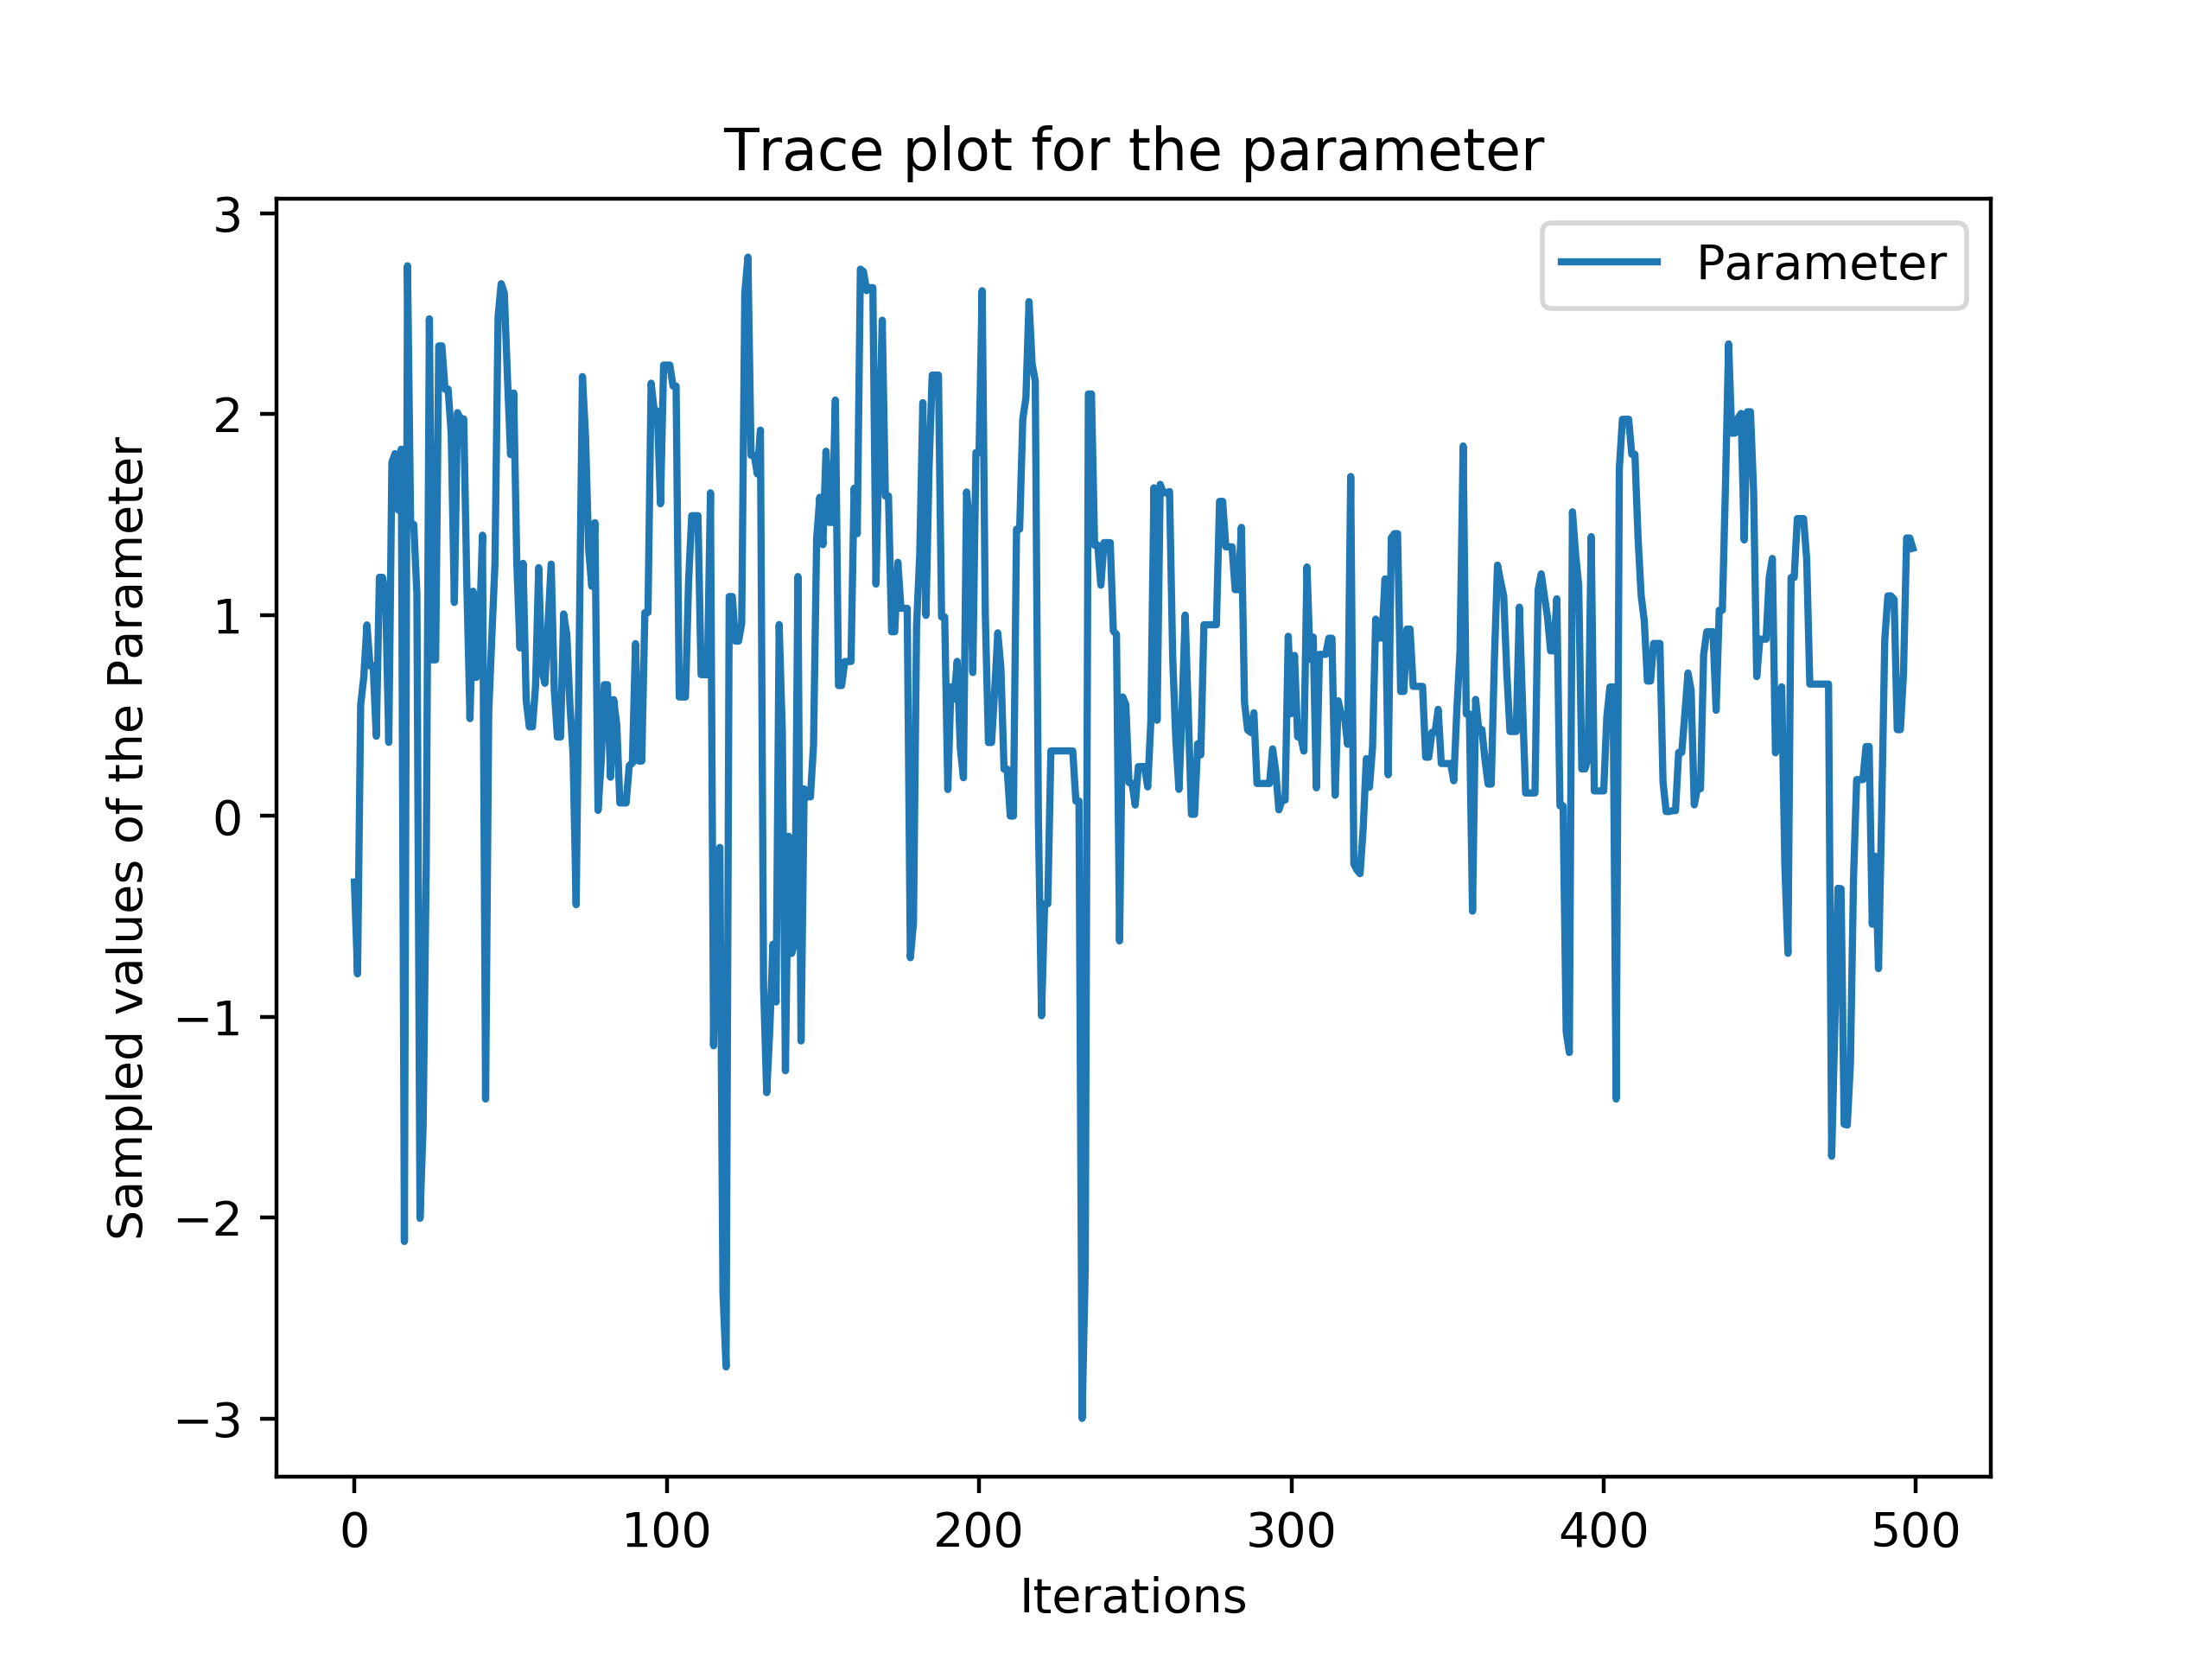 Trace plot for the parameter
Parameter
Sampled values of the Parameter
3
2
1
0
−1
−2
−3
0 100 200 300 400 500
Iterations